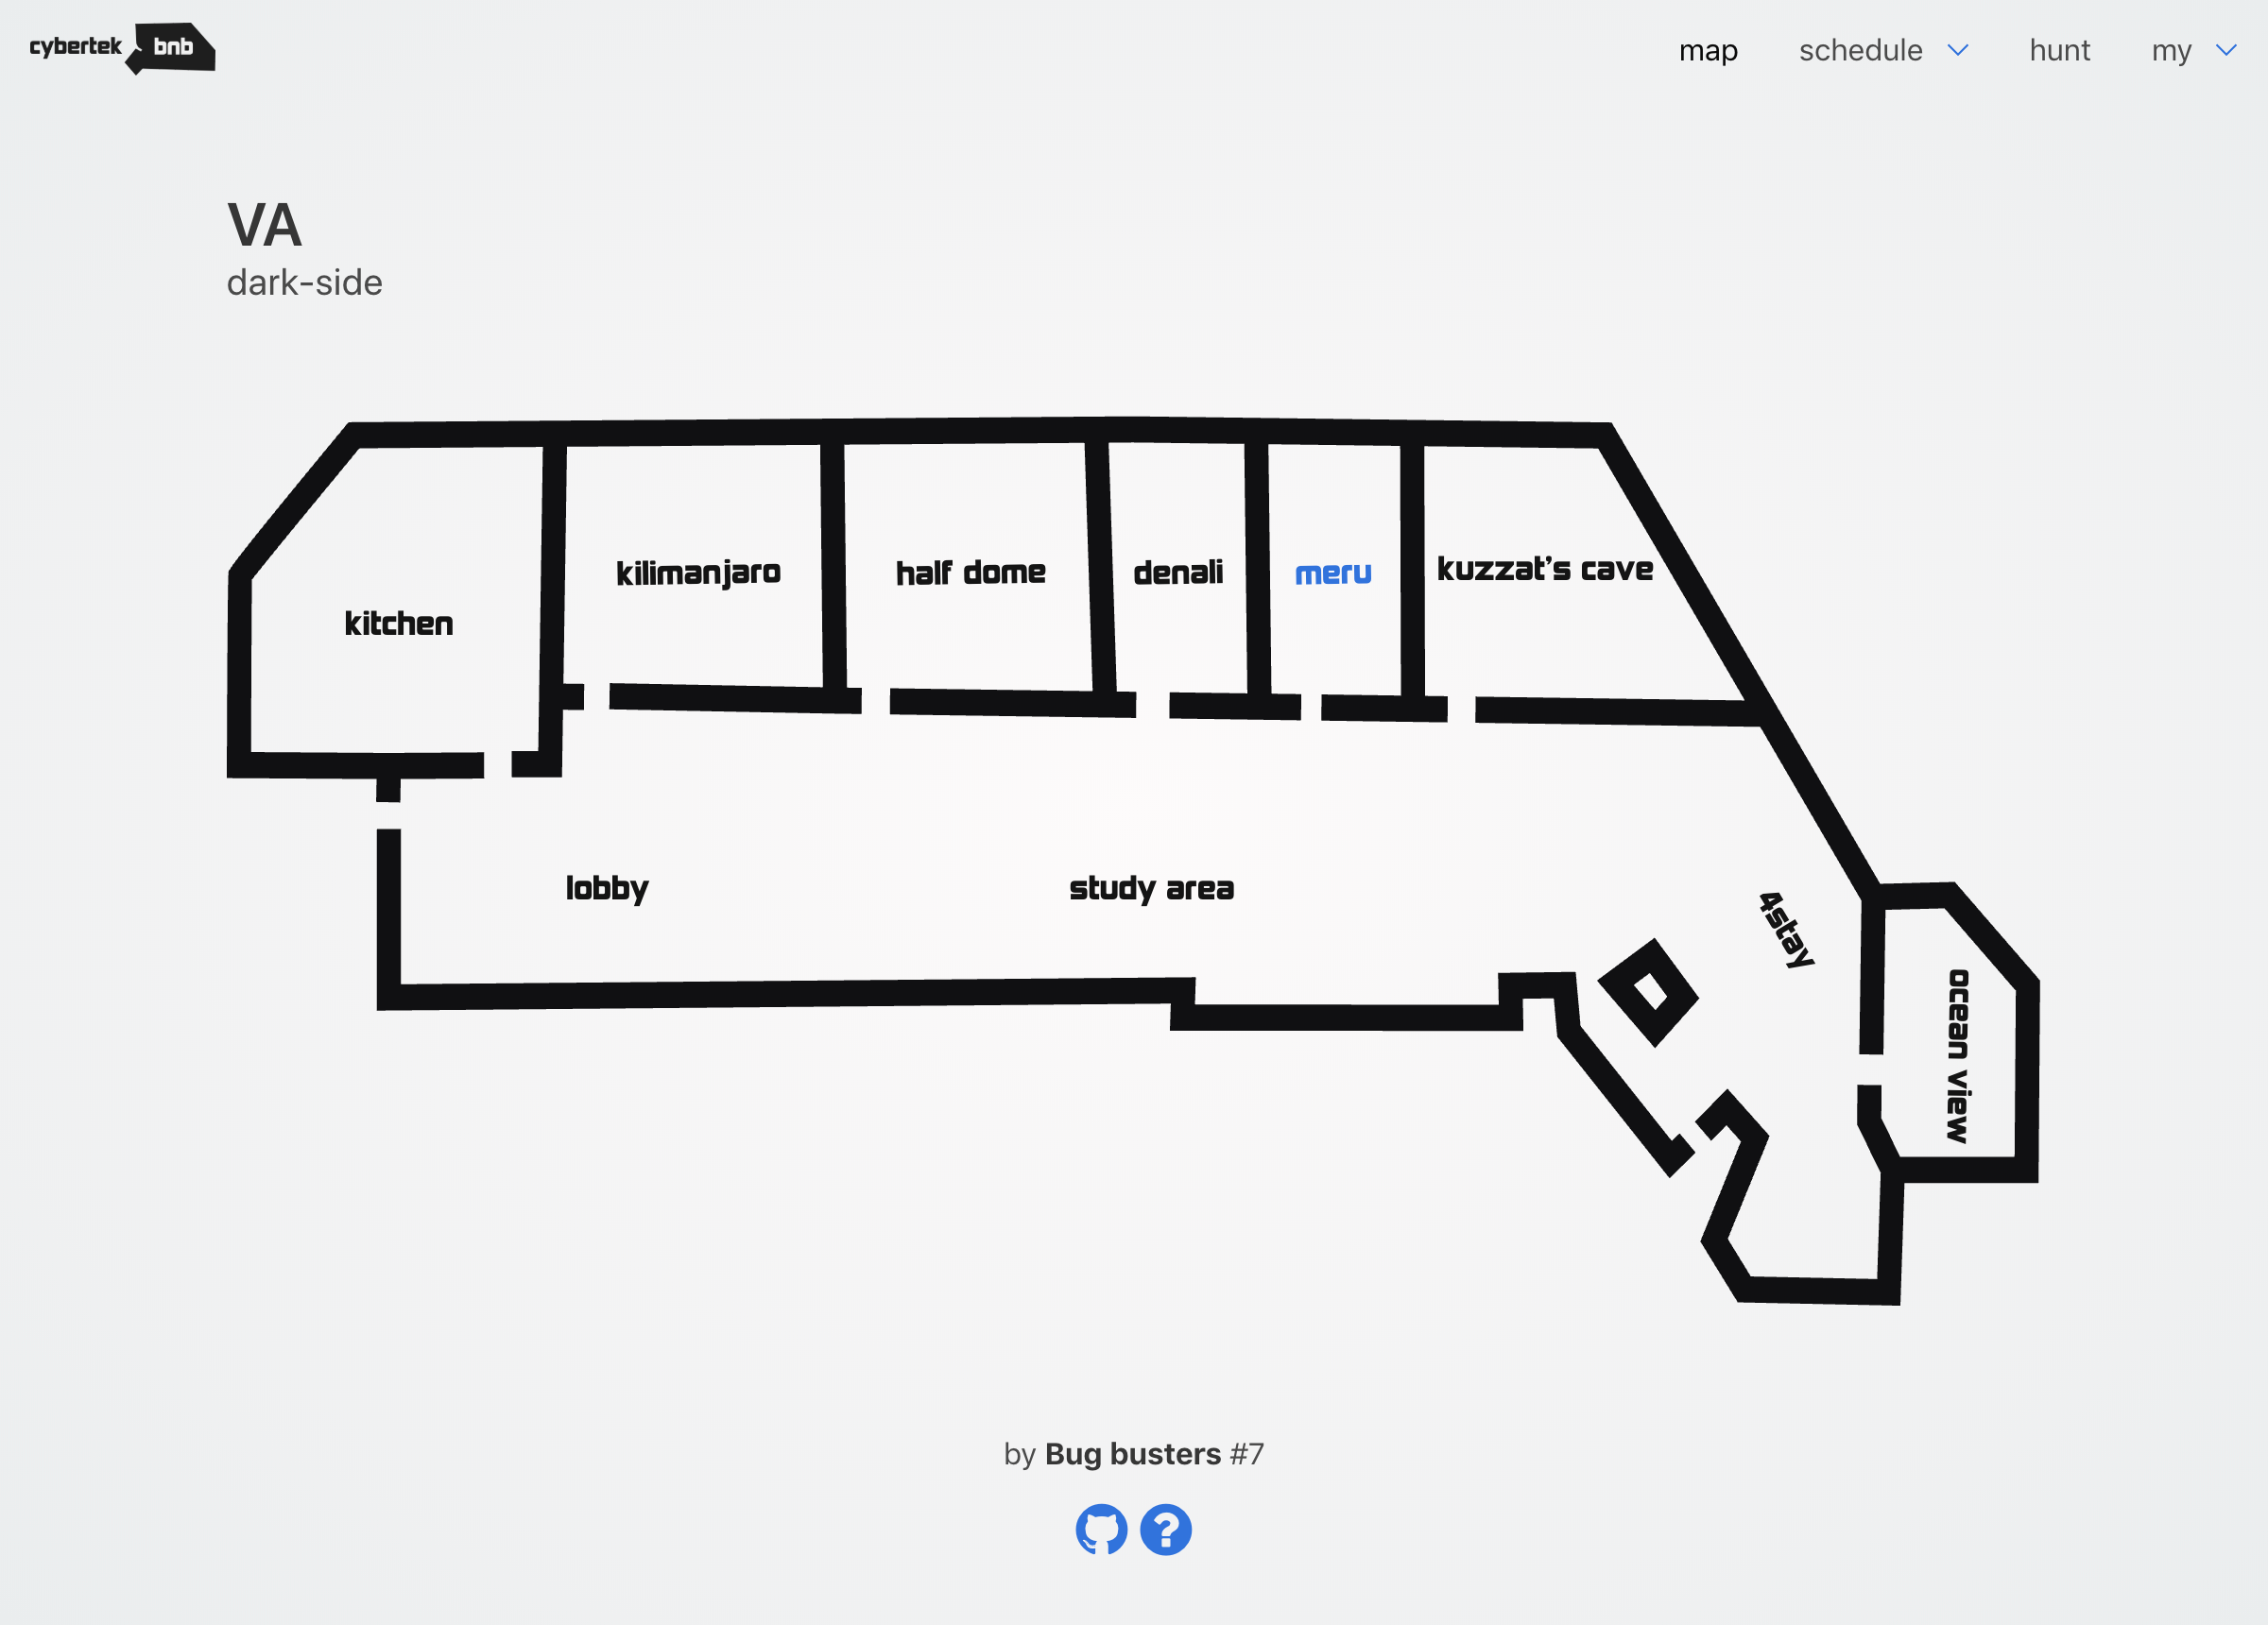 cybertek bnb
map schedule hunt my
VA
dark-side
kitchen
kilimanjaro
half dome
denali
meru
kuzzat's cave
lobby
study area
4stay
ocean view
by Bug busters #7
?